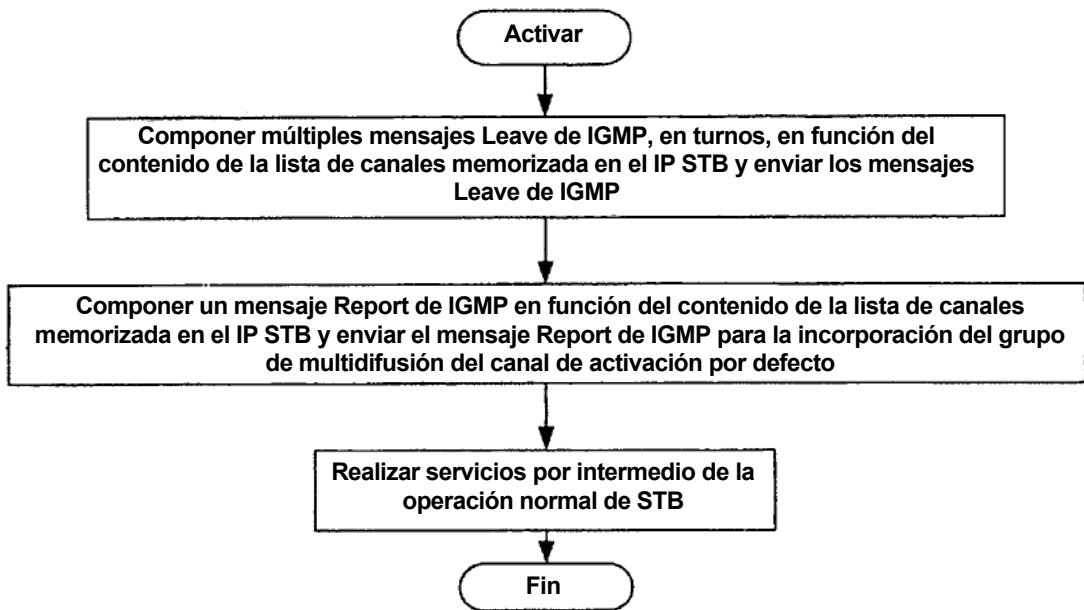 Activar
Componer múltiples mensajes Leave de IGMP, en turnos, en función del
contenido de la lista de canales memorizada en el IP STB y enviar los mensajes
Leave de IGMP
Componer un mensaje Report de IGMP en función del contenido de la lista de canales
memorizada en el IP STB y enviar el mensaje Report de IGMP para la incorporación del grupo
de multidifusión del canal de activación por defecto
Realizar servicios por intermedio de la
operación normal de STB
Fin